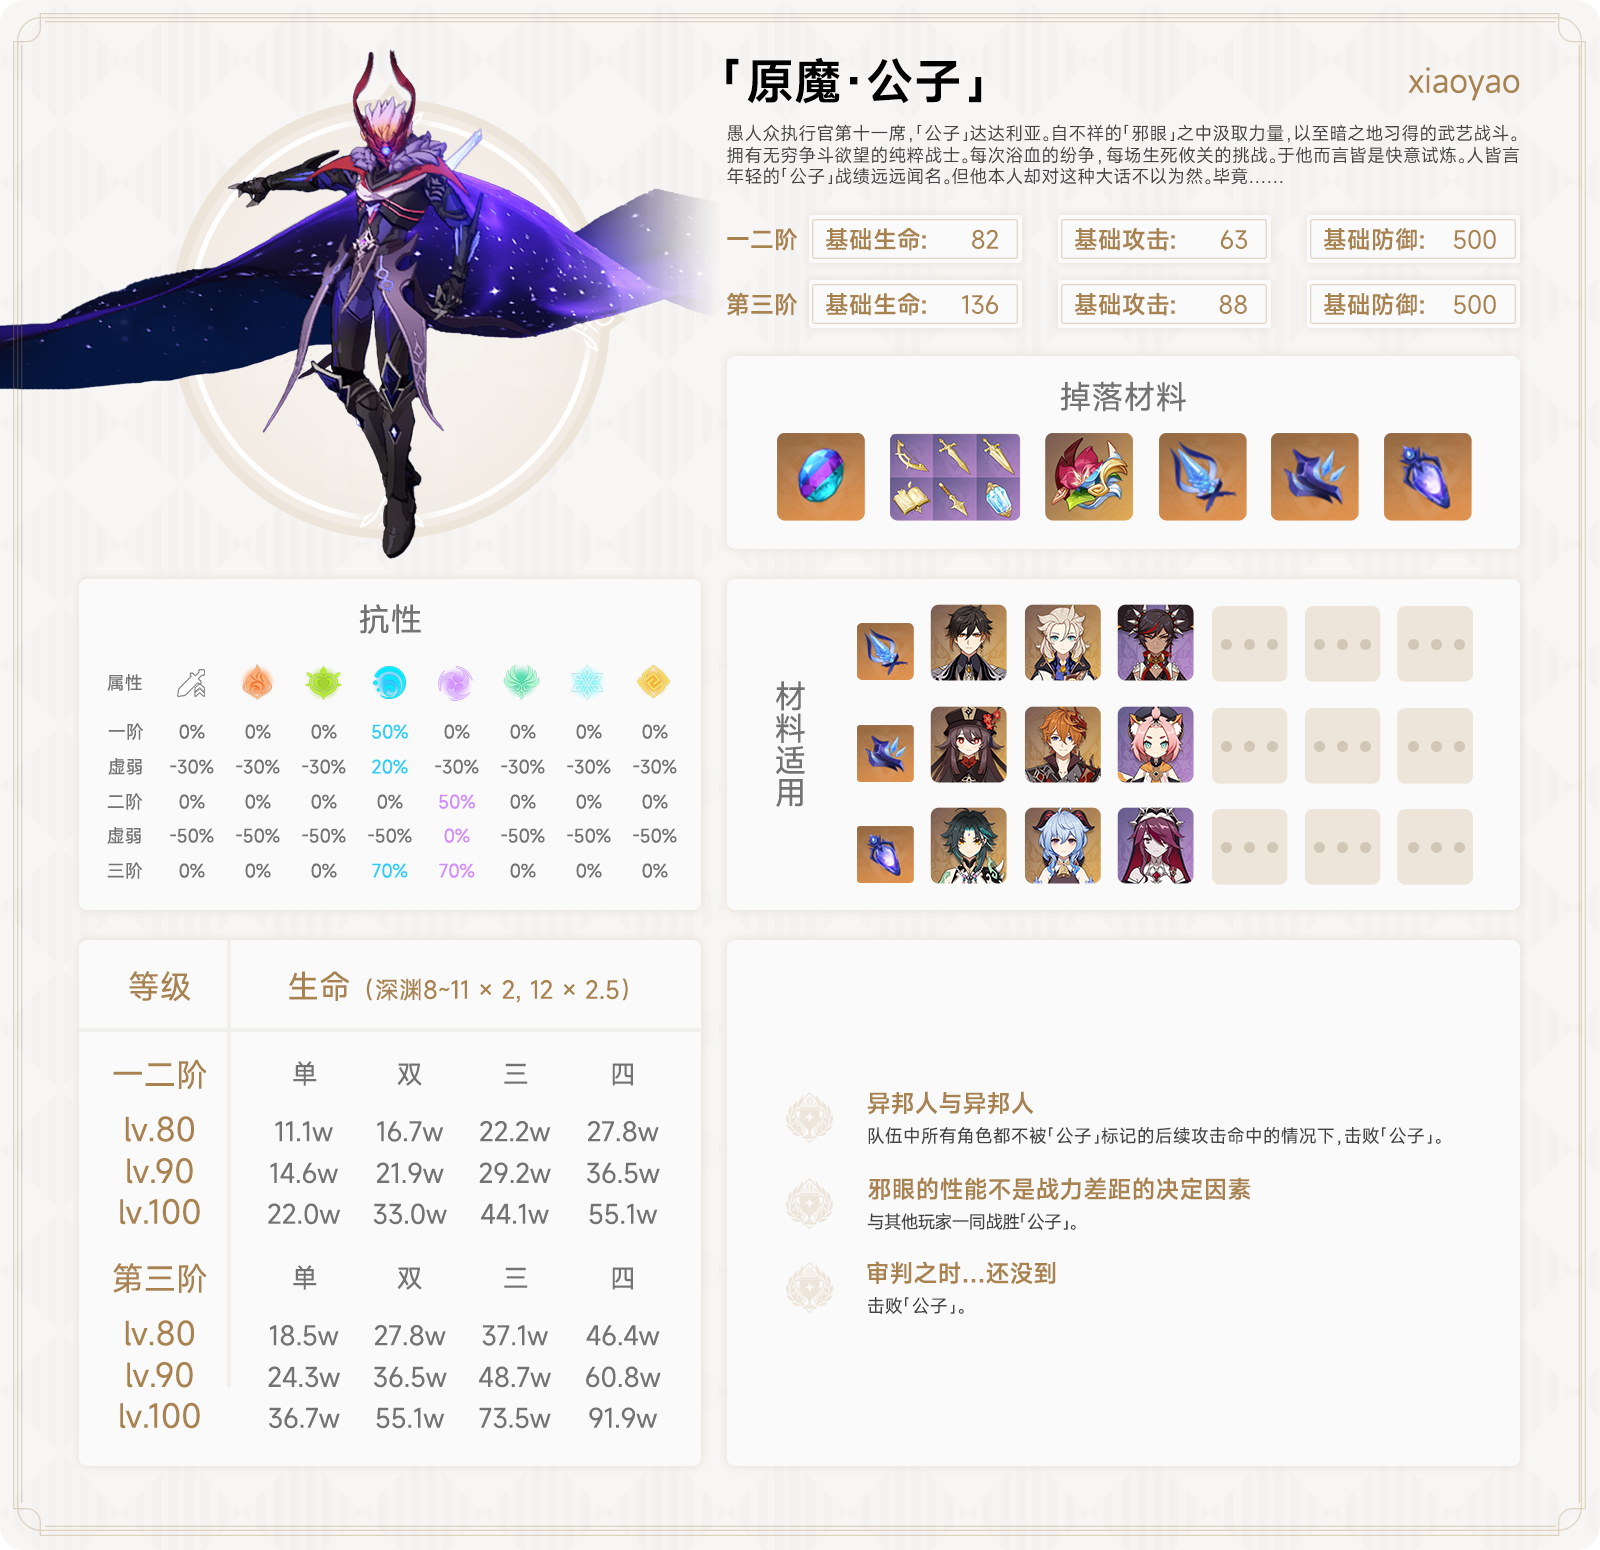 「原魔·公子」
xiaoyao
愚人众执行官第十一席,「公子」达达利亚。自不祥的「邪眼」之中汲取力量,以至暗之地习得的武艺战斗。
拥有无穷争斗欲望的纯粹战士。每次浴血的纷争,每场生死攸关的挑战。于他而言皆是快意试炼。人皆言
年轻的「公子」战绩远远闻名。但他本人却对这种大话不以为然。毕竟……
一二阶 基础生命: 82 基础攻击: 63 基础防御: 500
第三阶 基础生命: 136 基础攻击: 88 基础防御: 500
掉落材料
抗性
属性
一阶 0% 0% 0% 50% 0% 0% 0% 0%
虚弱 -30% -30% -30% 20% -30% -30% -30% -30%
二阶 0% 0% 0% 0% 50% 0% 0% 0%
虚弱 -50% -50% -50% -50% 0% -50% -50% -50%
三阶 0% 0% 0% 70% 70% 0% 0% 0%
材料适用
等级 生命 (深渊8~11 × 2, 12 × 2.5)
一二阶 单 双 三 四
lv.80 11.1w 16.7w 22.2w 27.8w
lv.90 14.6w 21.9w 29.2w 36.5w
lv.100 22.0w 33.0w 44.1w 55.1w
第三阶 单 双 三 四
lv.80 18.5w 27.8w 37.1w 46.4w
lv.90 24.3w 36.5w 48.7w 60.8w
lv.100 36.7w 55.1w 73.5w 91.9w
异邦人与异邦人
队伍中所有角色都不被「公子」标记的后续攻击命中的情况下,击败「公子」。
邪眼的性能不是战力差距的决定因素
与其他玩家一同战胜「公子」。
审判之时…还没到
击败「公子」。